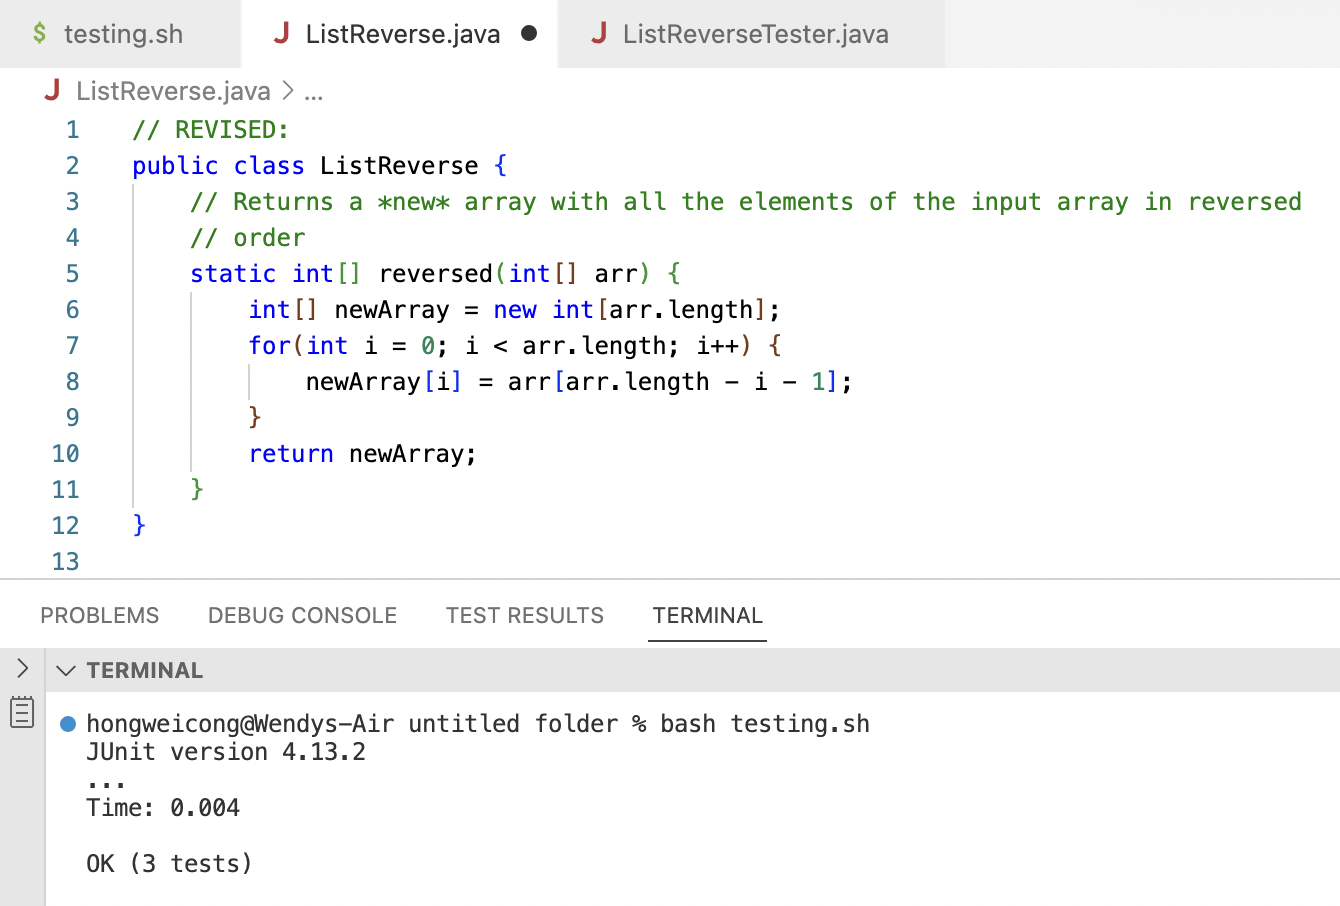 $ testing.sh J ListReverse.java ● J ListReverseTester.java
J ListReverse.java > ...
1 // REVISED:
2 public class ListReverse {
3 // Returns a *new* array with all the elements of the input array in reversed
4 // order
5 static int[] reversed(int[] arr) {
6 int[] newArray = new int[arr.length];
7 for(int i = 0; i < arr.length; i++) {
8 newArray[i] = arr[arr.length - i - 1];
9 }
10 return newArray;
11 }
12 }
13
PROBLEMS DEBUG CONSOLE TEST RESULTS TERMINAL
TERMINAL
hongweicong@Wendys-Air untitled folder % bash testing.sh
JUnit version 4.13.2
...
Time: 0.004
OK (3 tests)